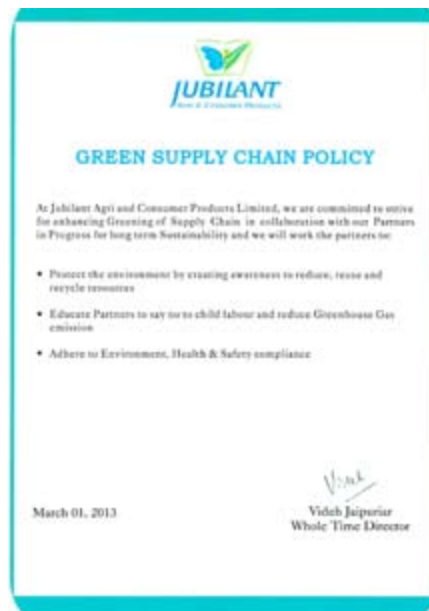 JUBILANT
Agri & Consumer Products
GREEN SUPPLY CHAIN POLICY
At Jubilant Agri and Consumer Products Limited, we are committed to strive
for enhancing Greening of Supply Chain in collaboration with our Partners
in Progress for long term Sustainability and we will work the partners to:
• Protect the environment by creating awareness to reduce, reuse and
recycle resources
• Educate Partners to say no to child labour and reduce Greenhouse Gas
emission
• Adhere to Environment, Health & Safety compliance
March 01, 2013
Videh Jaipuriar
Whole Time Director